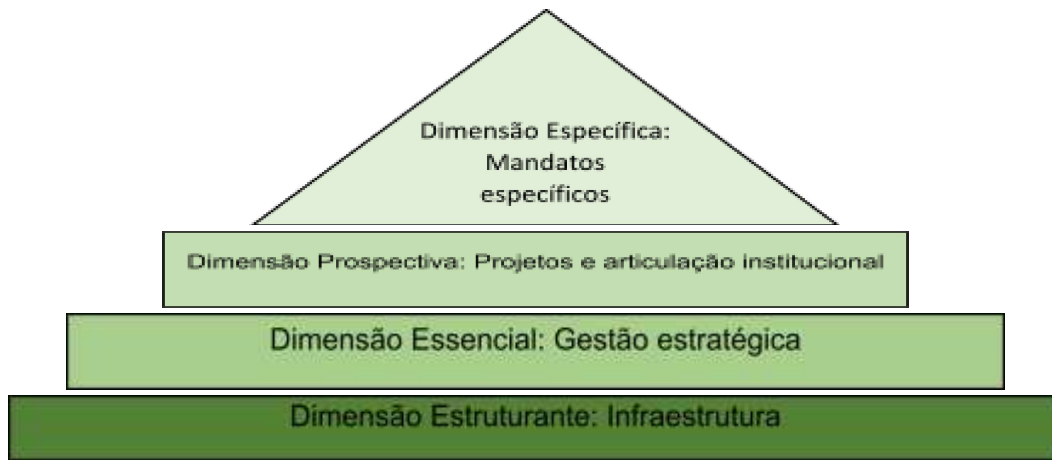 Dimensão Específica:
Mandatos
específicos
Dimensão Prospectiva: Projetos e articulação institucional
Dimensão Essencial: Gestão estratégica
Dimensão Estruturante: Infraestrutura